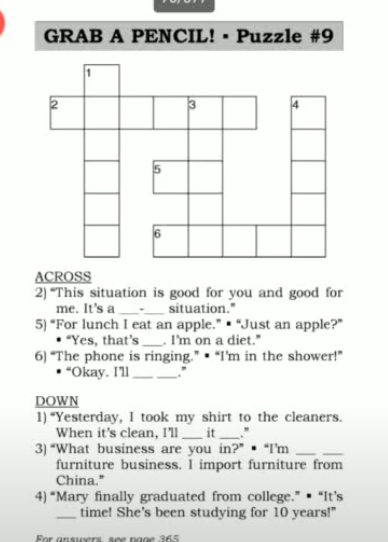 GRAB A PENCIL! ▪ Puzzle #9
1
2
3
4
5
6
ACROSS
2) “This situation is good for you and good for
me. It’s a ___-___ situation.”
5) “For lunch I eat an apple.” ▪ “Just an apple?”
▪ “Yes, that’s ___. I’m on a diet.”
6) “The phone is ringing.” ▪ “I’m in the shower!”
▪ “Okay. I’ll ___ ___.”
DOWN
1) “Yesterday, I took my shirt to the cleaners.
When it’s clean, I’ll ___ it ___.”
3) “What business are you in?” ▪ “I’m ___ ___
furniture business. I import furniture from
China.”
4) “Mary finally graduated from college.” ▪ “It’s
___ time! She’s been studying for 10 years!”
For answers, see page 365